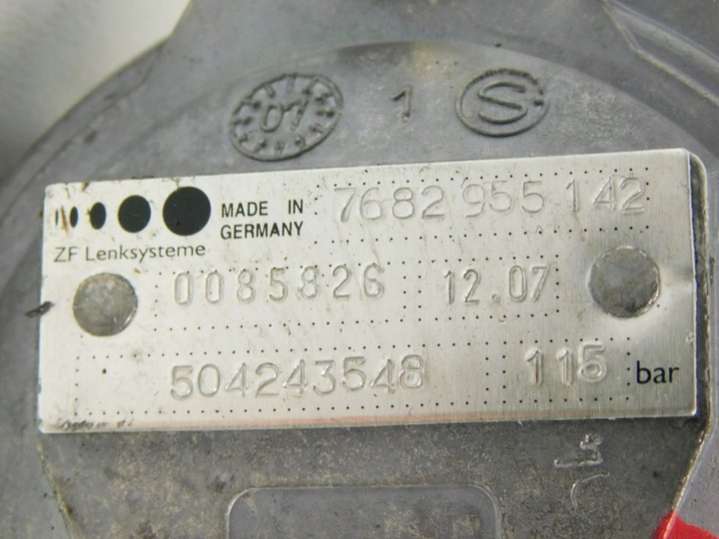 07 1 S
MADE IN 7682 955 142
GERMANY
ZF Lenksysteme
0085826 12.07
504243548 115 bar